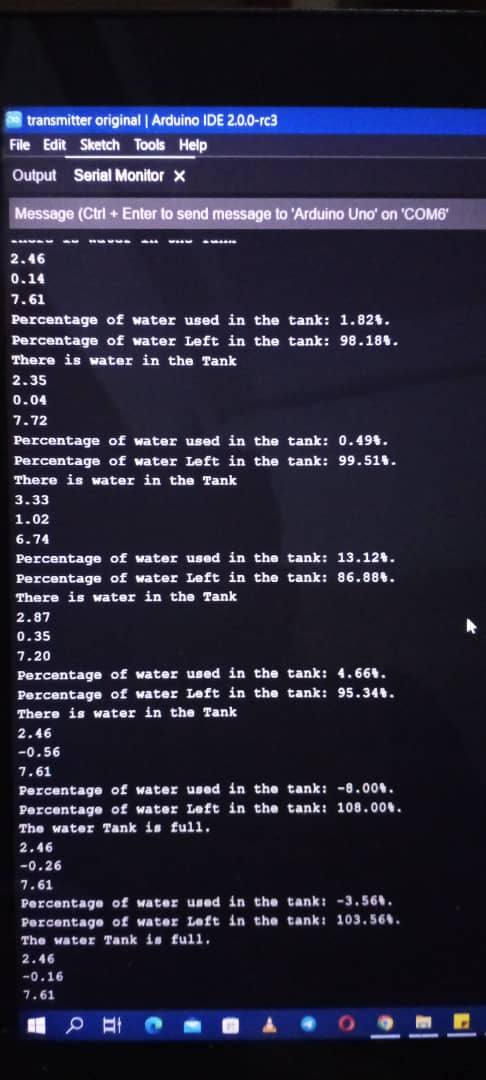 transmitter original | Arduino IDE 2.0.0-rc3
File Edit Sketch Tools Help
Output Serial Monitor X
Message (Ctrl + Enter to send message to 'Arduino Uno' on 'COM6'
2.46
0.14
7.61
Percentage of water used in the tank: 1.82%.
Percentage of water Left in the tank: 98.18%.
There is water in the Tank
2.35
0.04
7.72
Percentage of water used in the tank: 0.49%.
Percentage of water Left in the tank: 99.51%.
There is water in the Tank
3.33
1.02
6.74
Percentage of water used in the tank: 13.12%.
Percentage of water Left in the tank: 86.88%.
There is water in the Tank
2.87
0.35
7.20
Percentage of water used in the tank: 4.66%.
Percentage of water Left in the tank: 95.34%.
There is water in the Tank
2.46
-0.56
7.61
Percentage of water used in the tank: -8.00%.
Percentage of water Left in the tank: 108.00%.
The water Tank is full.
2.46
-0.26
7.61
Percentage of water used in the tank: -3.56%.
Percentage of water Left in the tank: 103.56%.
The water Tank is full.
2.46
-0.16
7.61